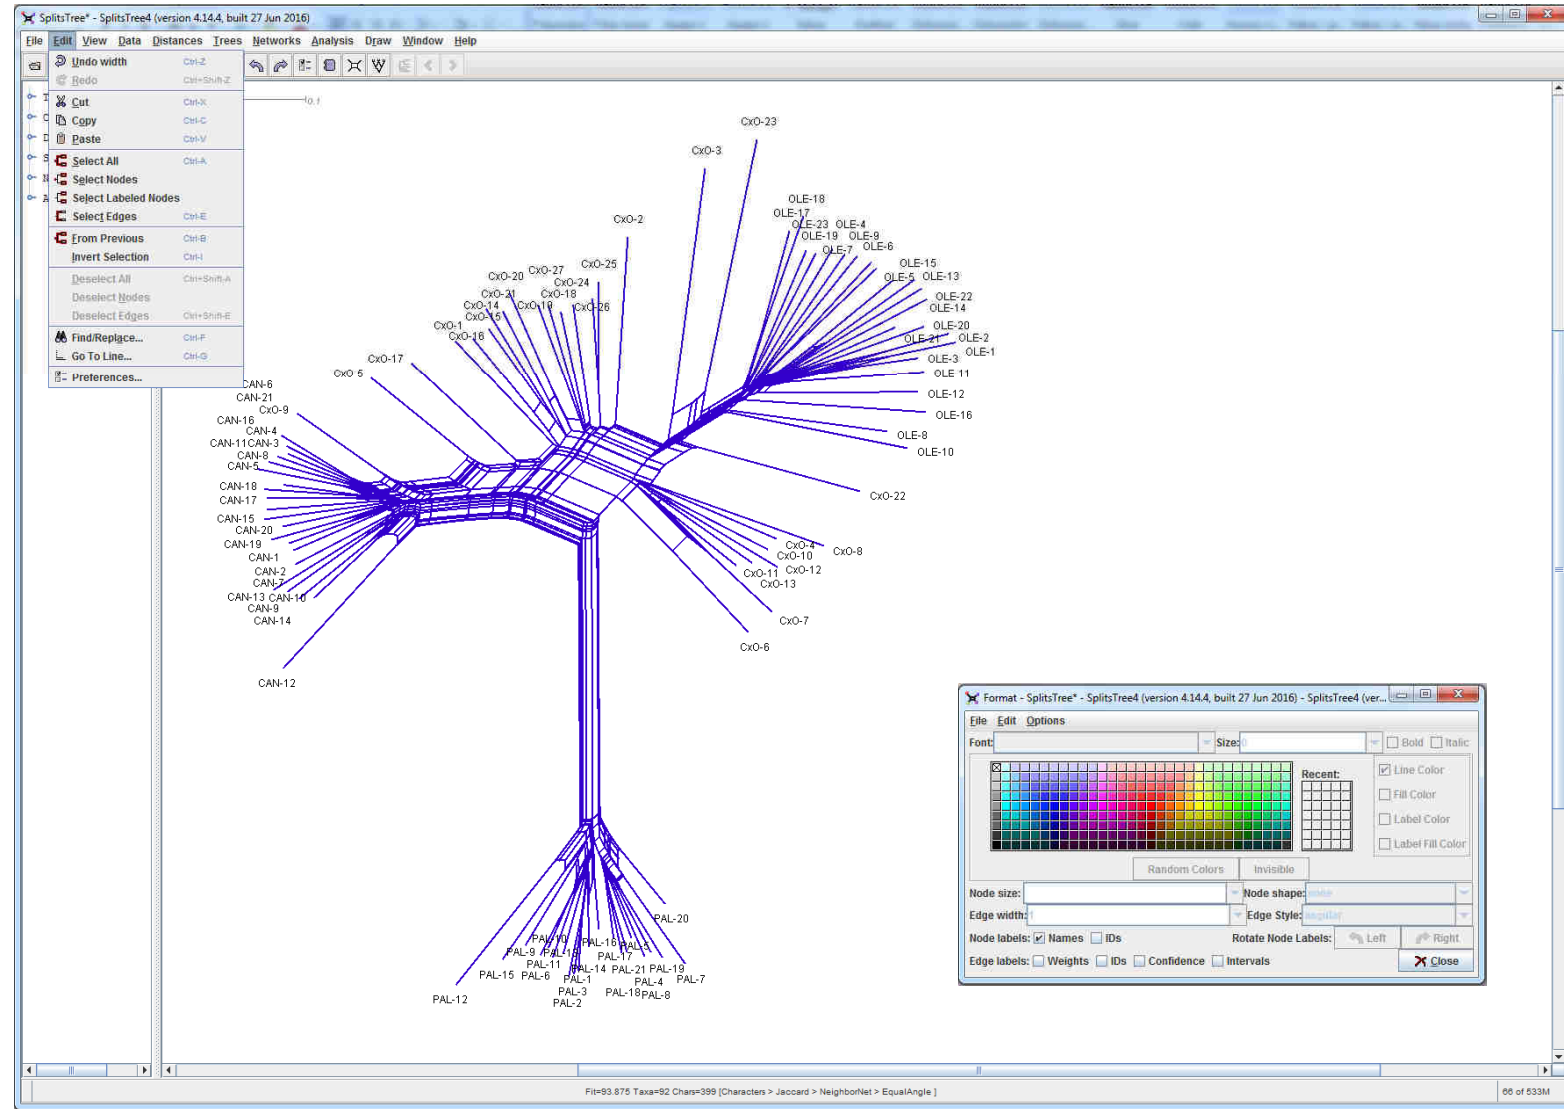 SplitsTree* - SplitsTree4 (version 4.14.4, built 27 Jun 2016)
File Edit View Data Distances Trees Networks Analysis Draw Window Help
Undo width Ctrl-Z
Redo Ctrl+Shift-Z
Cut Ctrl-X
Copy Ctrl-C
Paste Ctrl-V
Select All Ctrl-A
Select Nodes
Select Labeled Nodes
Select Edges Ctrl-E
From Previous Ctrl-B
Invert Selection Ctrl-I
Deselect All Ctrl+Shift-A
Deselect Nodes
Deselect Edges Ctrl+Shift-E
Find/Replace... Ctrl-F
Go To Line... Ctrl-G
Preferences...
T
C
D
S
N
A
0.1
CxO-23
CxO-3
OLE-18
OLE-17
CxO-2
OLE-23 OLE-4
OLE-19 OLE-9
OLE-7 OLE-6
CxO-25
OLE-15
CxO-20 CxO-27
OLE-5 OLE-13
CxO-24
CxO-21 CxO-18
OLE-22
CxO-14 CxO-19 CxO-26
OLE-14
CxO-15
CxO-1
OLE-20
CxO-16
OLE-21 OLE-2
OLE-1
CxO-17
OLE-3
CxO-5
OLE-11
CAN-6
OLE-12
CAN-21
CxO-9
OLE-16
CAN-16
CAN-4
OLE-8
CAN-11 CAN-3
OLE-10
CAN-8
CAN-5
CAN-18
CxO-22
CAN-17
CAN-15
CAN-20
CAN-19
CxO-4
CxO-8
CAN-1
CxO-10
CAN-2
CxO-11 CxO-12
CAN-7
CxO-13
CAN-13 CAN-10
CAN-9
CAN-14
CxO-7
CxO-6
CAN-12
PAL-20
PAL-10 PAL-16 PAL-5
PAL-9 PAL-13 PAL-17
PAL-11 PAL-14 PAL-21 PAL-19
PAL-15 PAL-6 PAL-1 PAL-4 PAL-7
PAL-3 PAL-18 PAL-8
PAL-12 PAL-2
Format - SplitsTree* - SplitsTree4 (version 4.14.4, built 27 Jun 2016) - SplitsTree4 (ver...
File Edit Options
Font: Size: 0 Bold Italic
Recent:
Line Color
Fill Color
Label Color
Label Fill Color
Random Colors Invisible
Node size: Node shape: none
Edge width: 1 Edge Style: angular
Node labels: Names IDs Rotate Node Labels: Left Right
Edge labels: Weights IDs Confidence Intervals Close
Fit=93.875 Taxa=92 Chars=399 [Characters > Jaccard > NeighborNet > EqualAngle ]
66 of 533M